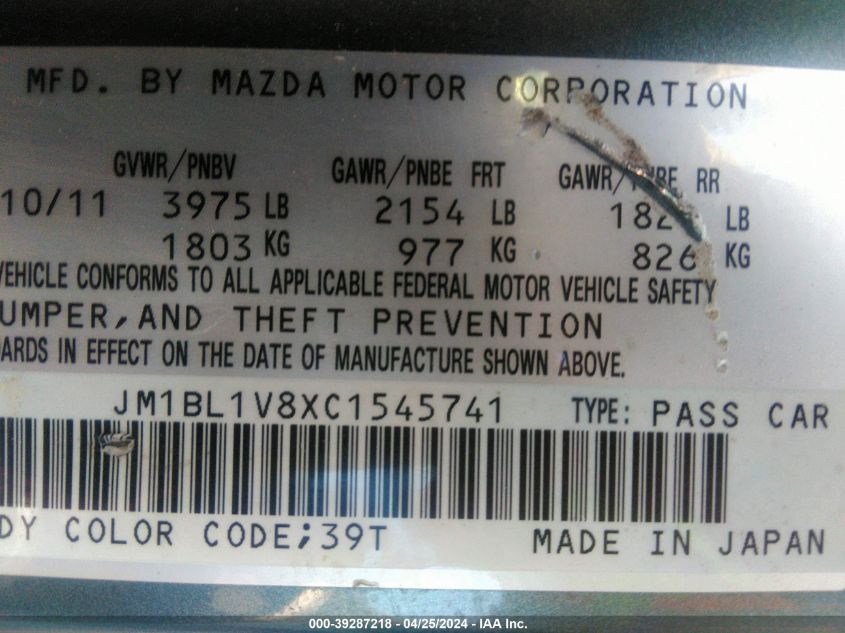 MFD. BY MAZDA MOTOR CORPORATION
GVWR/PNBV GAWR/PNBE FRT RR
10/11 3975 LB 2154 LB LB
1803 KG 977 KG 826 KG
VEHICLE CONFORMS TO ALL APPLICABLE FEDERAL MOTOR VEHICLE SAFETY
UMPER, AND THEFT PREVENTION
ARDS IN EFFECT ON THE DATE OF MANUFACTURE SHOWN ABOVE.
JM1BL1V8XC1545741 TYPE: PASS CAR
DY COLOR CODE;39T MADE IN JAPAN
000-39287218 - 04/25/2024 - IAA Inc.